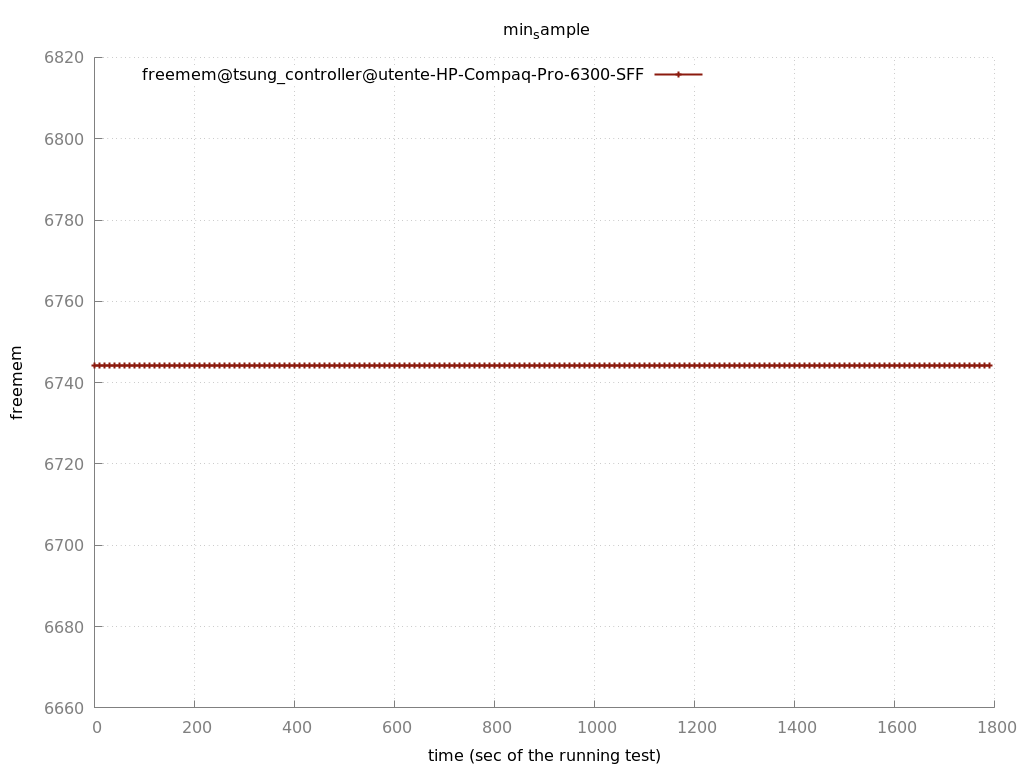 min_sample
6820
freemem@tsung_controller@utente-HP-Compaq-Pro-6300-SFF
6800
6780
6760
6740
6720
6700
6680
6660
freemem
0 200 400 600 800 1000 1200 1400 1600 1800
time (sec of the running test)